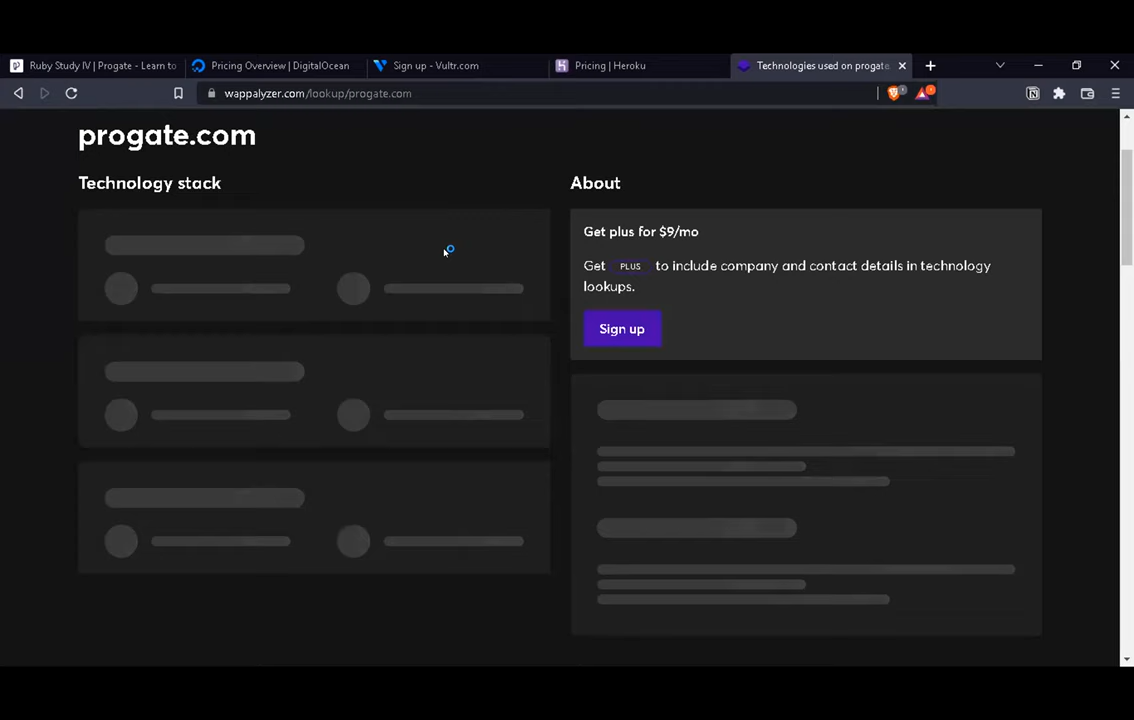 Ruby Study IV | Progate - Learn to
Pricing Overview | DigitalOcean
Sign up - Vultr.com
Pricing | Heroku
Technologies used on progate.
wappalyzer.com/lookup/progate.com
progate.com
Technology stack
About
Get plus for $9/mo
Get PLUS to include company and contact details in technology
lookups.
Sign up